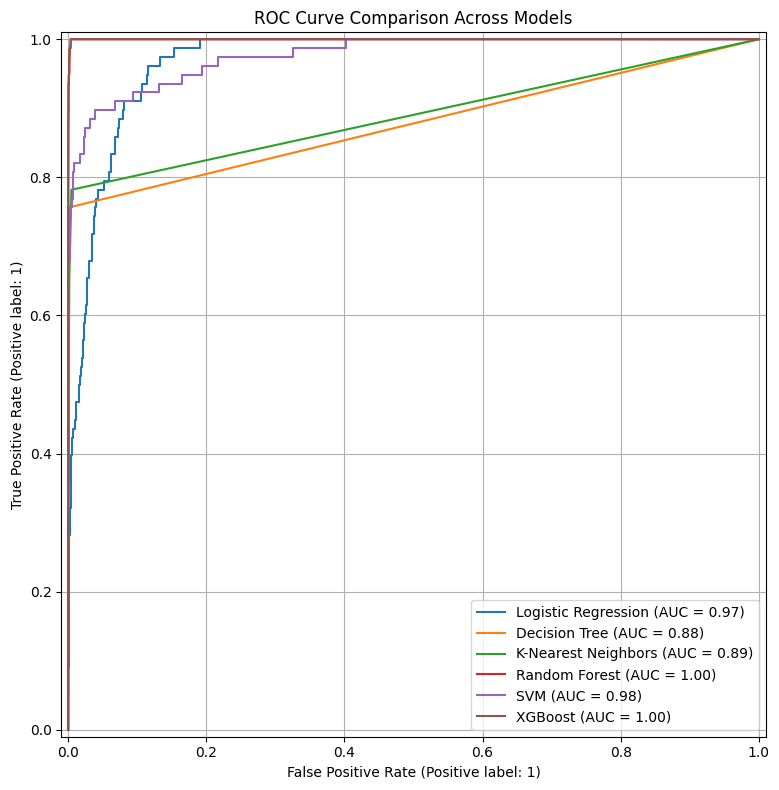 ROC Curve Comparison Across Models
True Positive Rate (Positive label: 1)
1.0
0.8
0.6
0.4
0.2
0.0
Logistic Regression (AUC = 0.97)
Decision Tree (AUC = 0.88)
K-Nearest Neighbors (AUC = 0.89)
Random Forest (AUC = 1.00)
SVM (AUC = 0.98)
XGBoost (AUC = 1.00)
0.0 0.2 0.4 0.6 0.8 1.0
False Positive Rate (Positive label: 1)